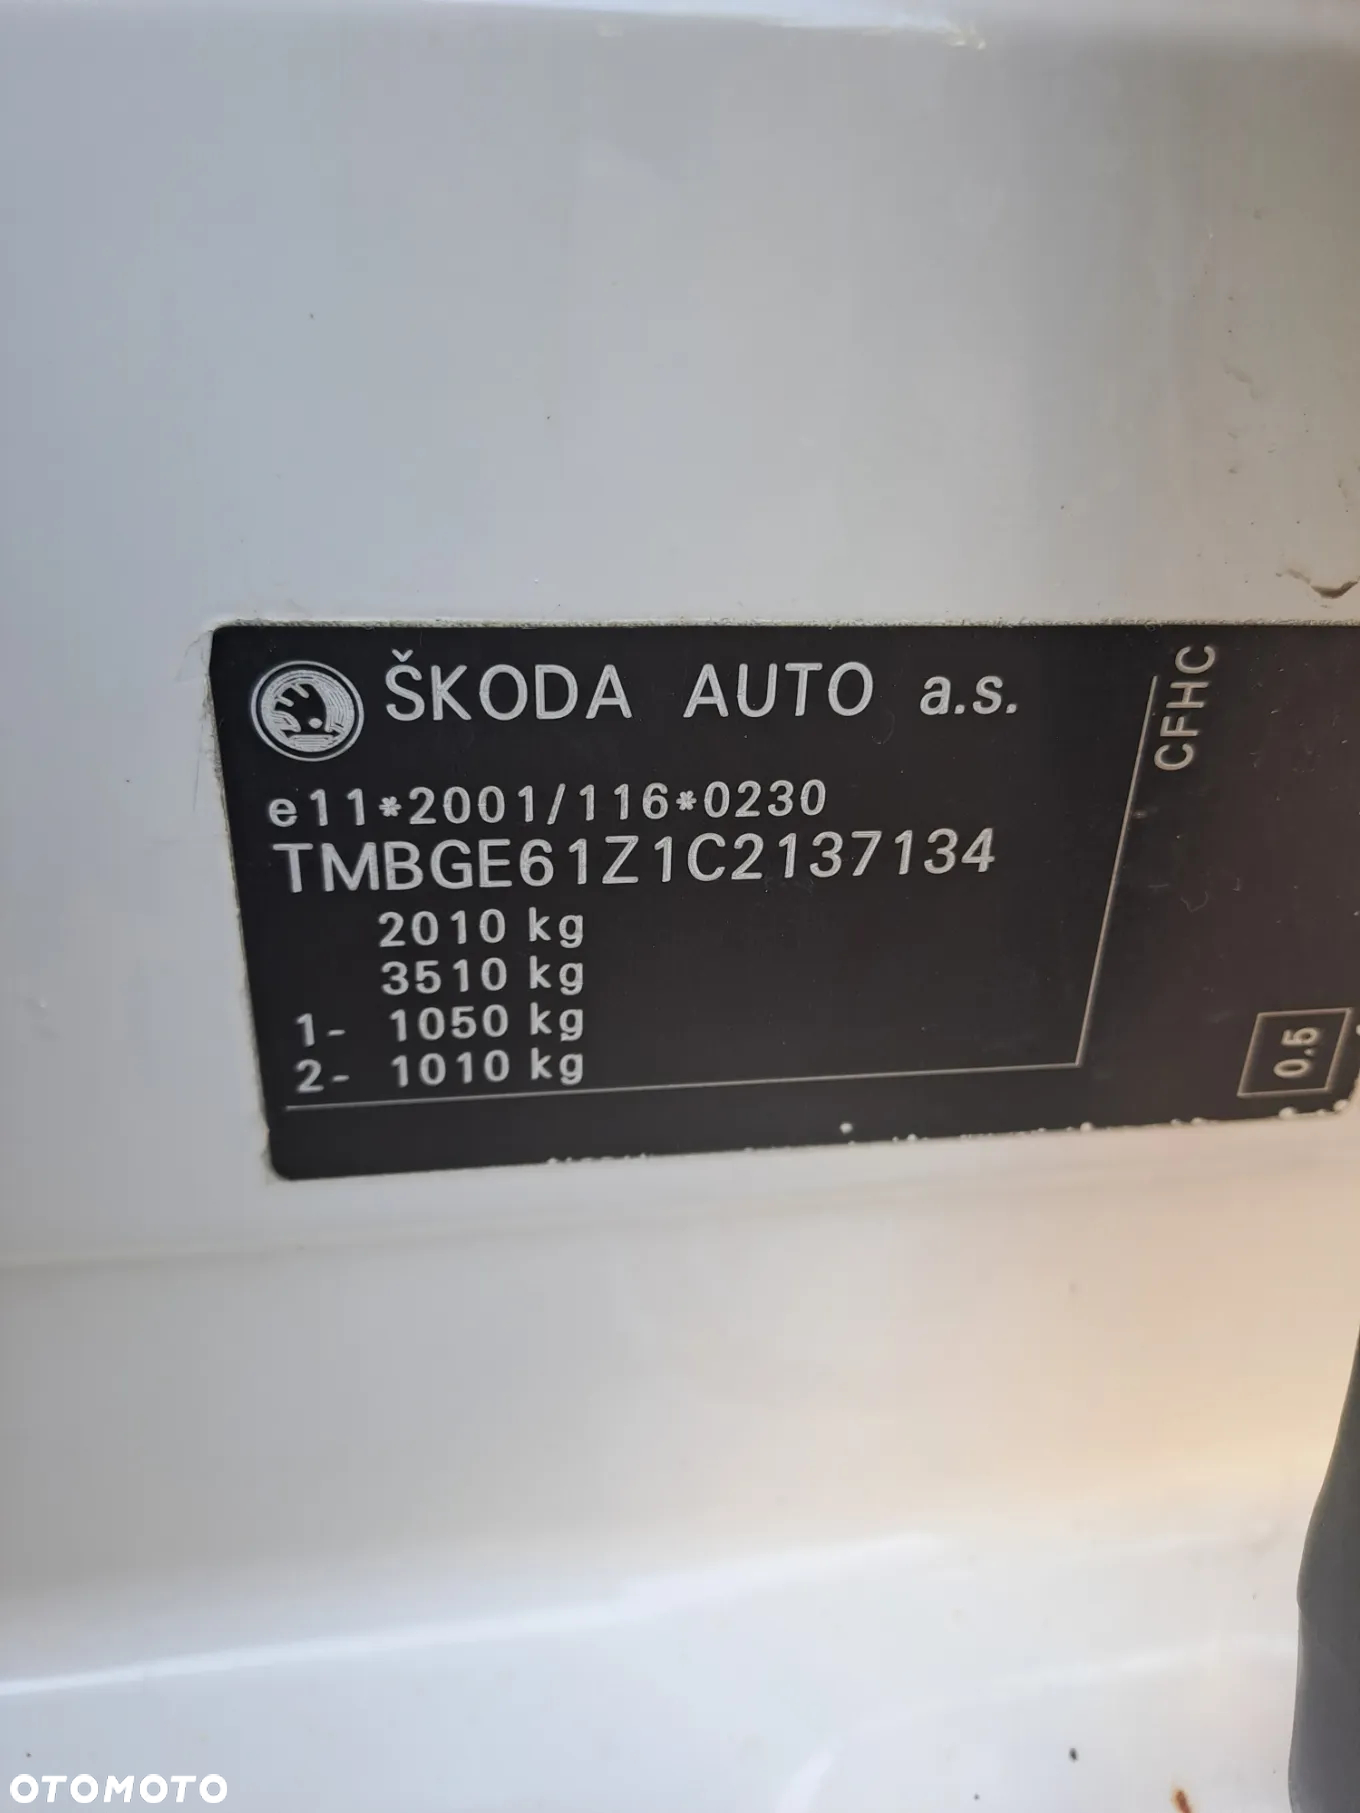 ŠKODA AUTO a.s.
e11*2001/116*0230
TMBGE61Z1C2137134
2010 kg
3510 kg
1- 1050 kg
2- 1010 kg
CFHC
0.5
OTOMOTO